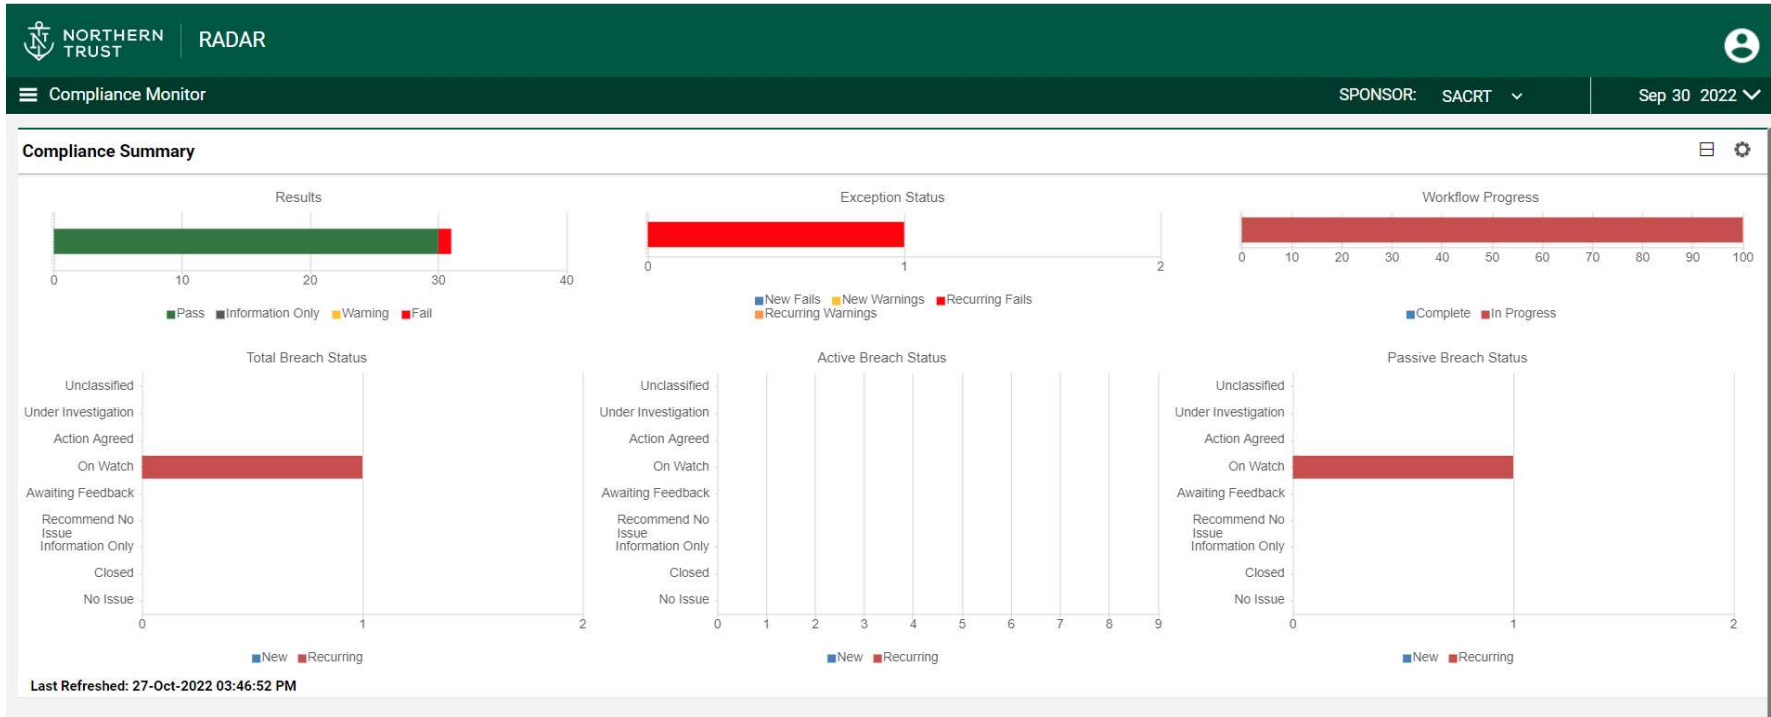 NORTHERN
TRUST
RADAR
Compliance Monitor
SPONSOR: SACRT
Sep 30 2022
Compliance Summary
Results
0 10 20 30 40
Pass Information Only Warning Fail
Exception Status
0 1 2
New Fails New Warnings Recurring Fails
Recurring Warnings
Workflow Progress
0 10 20 30 40 50 60 70 80 90 100
Complete In Progress
Total Breach Status
Unclassified
Under Investigation
Action Agreed
On Watch
Awaiting Feedback
Recommend No
Issue
Information Only
Closed
No Issue
0 1 2
New Recurring
Active Breach Status
Unclassified
Under Investigation
Action Agreed
On Watch
Awaiting Feedback
Recommend No
Issue
Information Only
Closed
No Issue
0 1 2 3 4 5 6 7 8 9
New Recurring
Passive Breach Status
Unclassified
Under Investigation
Action Agreed
On Watch
Awaiting Feedback
Recommend No
Issue
Information Only
Closed
No Issue
0 1 2
New Recurring
Last Refreshed: 27-Oct-2022 03:46:52 PM